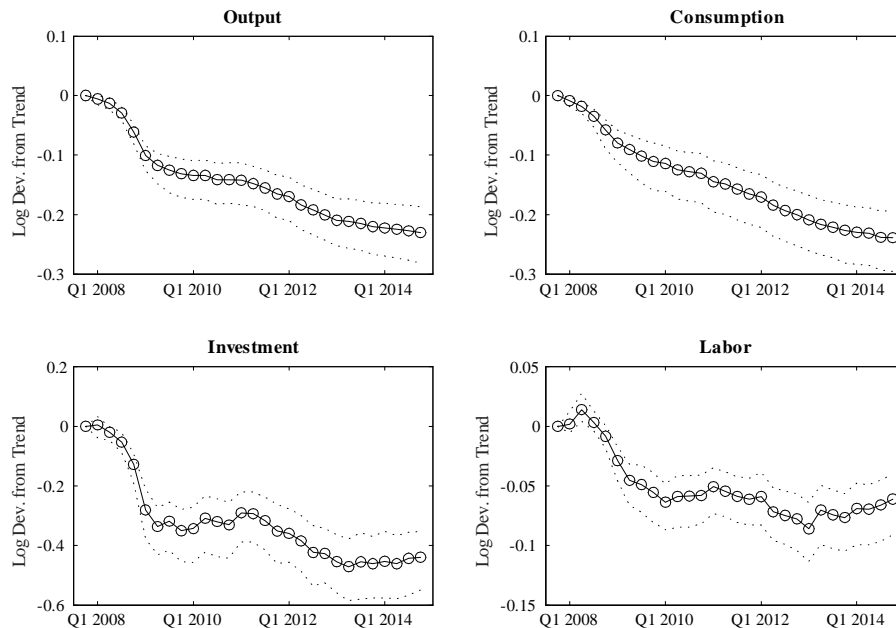 Output
Log Dev. from Trend
0.1
0
-0.1
-0.2
-0.3
Q1 2008 Q1 2010 Q1 2012 Q1 2014
Consumption
Log Dev. from Trend
0.1
0
-0.1
-0.2
-0.3
Q1 2008 Q1 2010 Q1 2012 Q1 2014
Investment
Log Dev. from Trend
0.2
0
-0.2
-0.4
-0.6
Q1 2008 Q1 2010 Q1 2012 Q1 2014
Labor
Log Dev. from Trend
0.05
0
-0.05
-0.1
-0.15
Q1 2008 Q1 2010 Q1 2012 Q1 2014